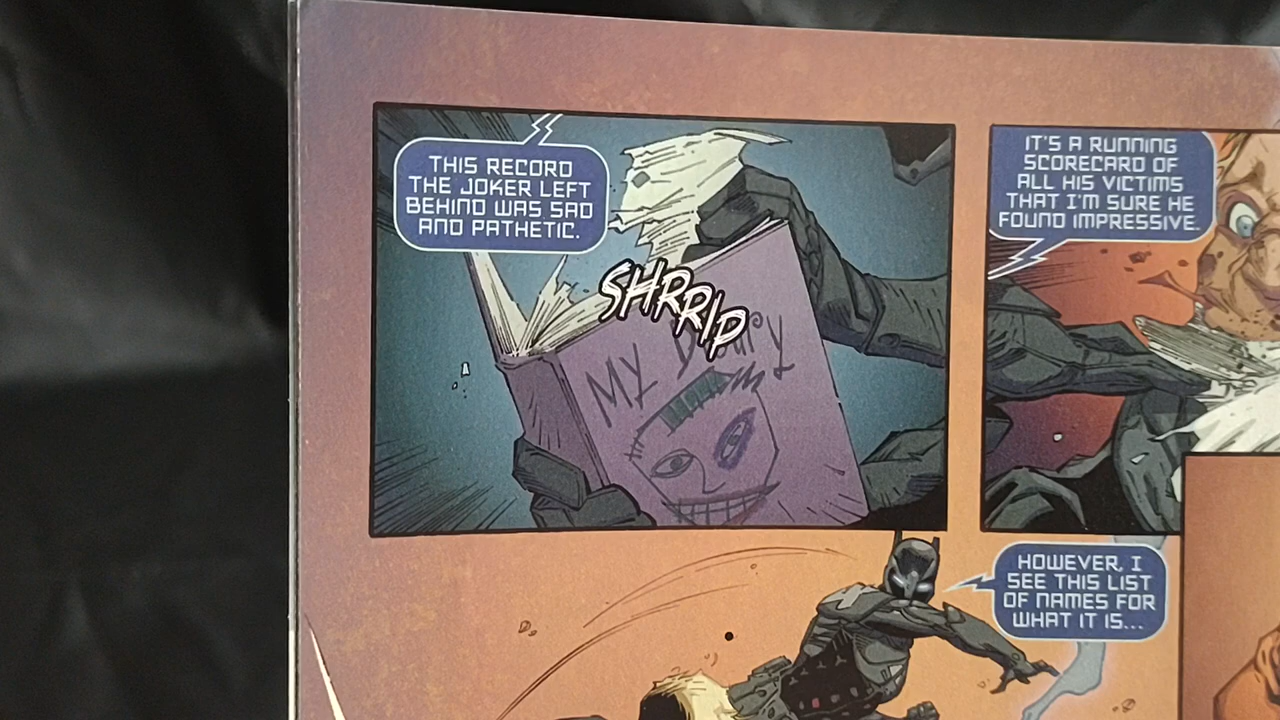 THIS RECORD
THE JOKER LEFT
BEHIND WAS SAD
AND PATHETIC.
SHRRIP
MY DIARY
IT'S A RUNNING
SCORECARD OF
ALL HIS VICTIMS
THAT I'M SURE HE
FOUND IMPRESSIVE.
HOWEVER, I
SEE THIS LIST
OF NAMES FOR
WHAT IT IS...